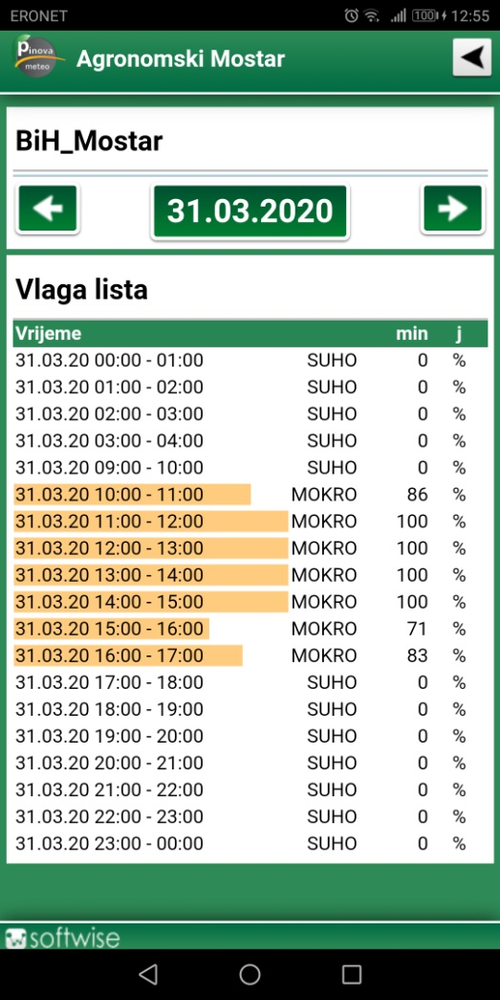 ERONET 100 12:55
Pinova meteo Agronomski Mostar
BiH_Mostar
31.03.2020
Vlaga lista
Vrijeme min j
31.03.20 00:00 - 01:00 SUHO 0 %
31.03.20 01:00 - 02:00 SUHO 0 %
31.03.20 02:00 - 03:00 SUHO 0 %
31.03.20 03:00 - 04:00 SUHO 0 %
31.03.20 09:00 - 10:00 SUHO 0 %
31.03.20 10:00 - 11:00 MOKRO 86 %
31.03.20 11:00 - 12:00 MOKRO 100 %
31.03.20 12:00 - 13:00 MOKRO 100 %
31.03.20 13:00 - 14:00 MOKRO 100 %
31.03.20 14:00 - 15:00 MOKRO 100 %
31.03.20 15:00 - 16:00 MOKRO 71 %
31.03.20 16:00 - 17:00 MOKRO 83 %
31.03.20 17:00 - 18:00 SUHO 0 %
31.03.20 18:00 - 19:00 SUHO 0 %
31.03.20 19:00 - 20:00 SUHO 0 %
31.03.20 20:00 - 21:00 SUHO 0 %
31.03.20 21:00 - 22:00 SUHO 0 %
31.03.20 22:00 - 23:00 SUHO 0 %
31.03.20 23:00 - 00:00 SUHO 0 %
softwise